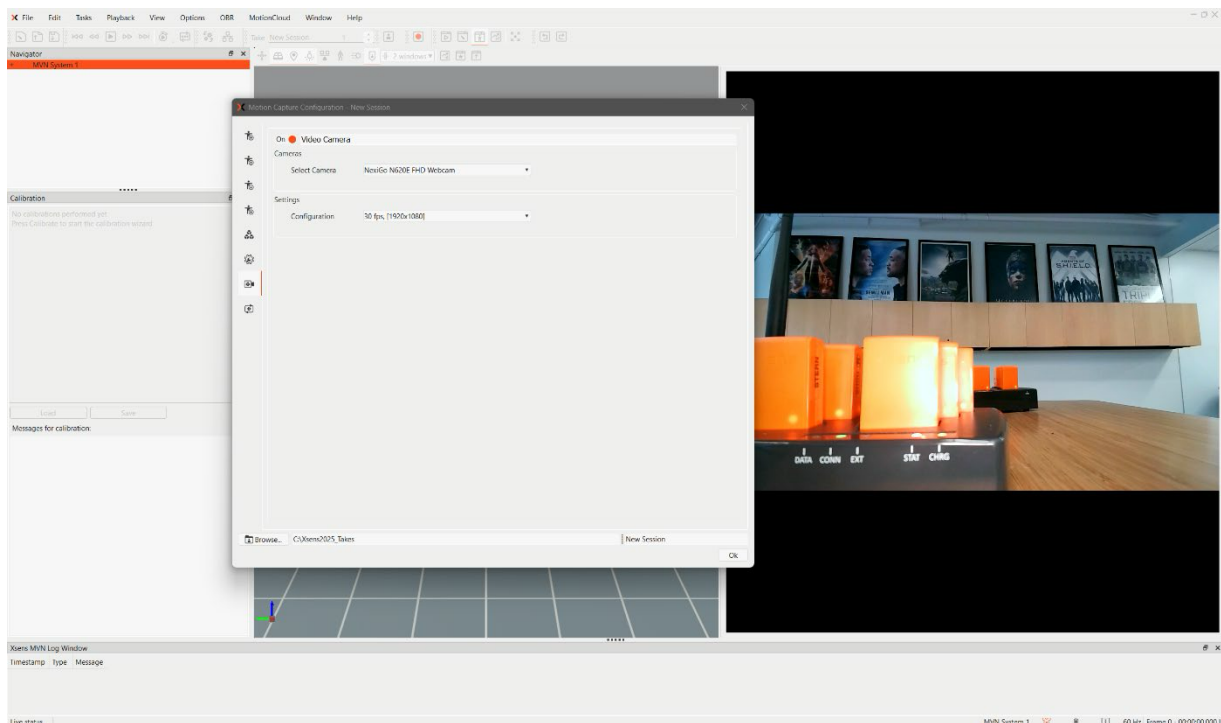 File Edit Tasks Playback View Options OBR MotionCloud Window Help
Take New Session
Navigator
MVN System 1
2 windows
Motion Capture Configuration - New Session
On Video Camera
Cameras
Select Camera NexiGo N620E FHD Webcam
Settings
Configuration 30 fps, [1920x1080]
Calibration
No calibrations performed yet
Press Calibrate to start the calibration wizard
Load Save
Messages for calibration:
Browse... C:\Xsens2025_Takes New Session
Ok
SHIELD
DATA CONN EXT STAT CHRG
Xsens MVN Log Window
Timestamp Type Message
Live status MVN System 1 60 Hz Frame 0 - 00:00:00.000